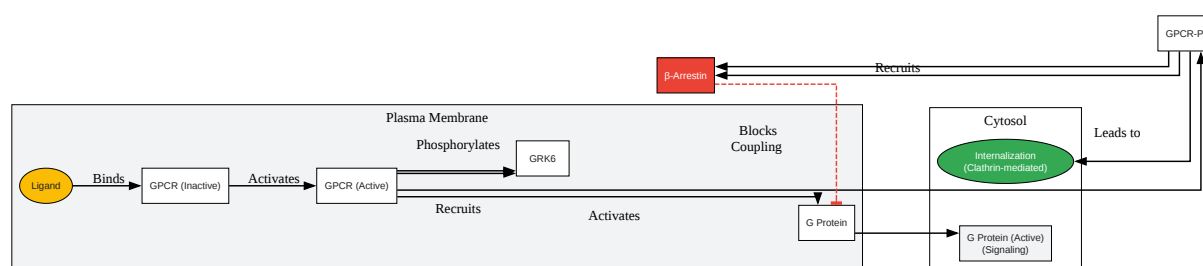 GPCR-P
β-Arrestin
Recruits
Plasma Membrane
Cytosol
Blocks
Coupling
Leads to
Phosphorylates
GRK6
Internalization
(Clathrin-mediated)
Ligand
Binds
GPCR (Inactive)
Activates
GPCR (Active)
Recruits
Activates
G Protein
G Protein (Active)
(Signaling)